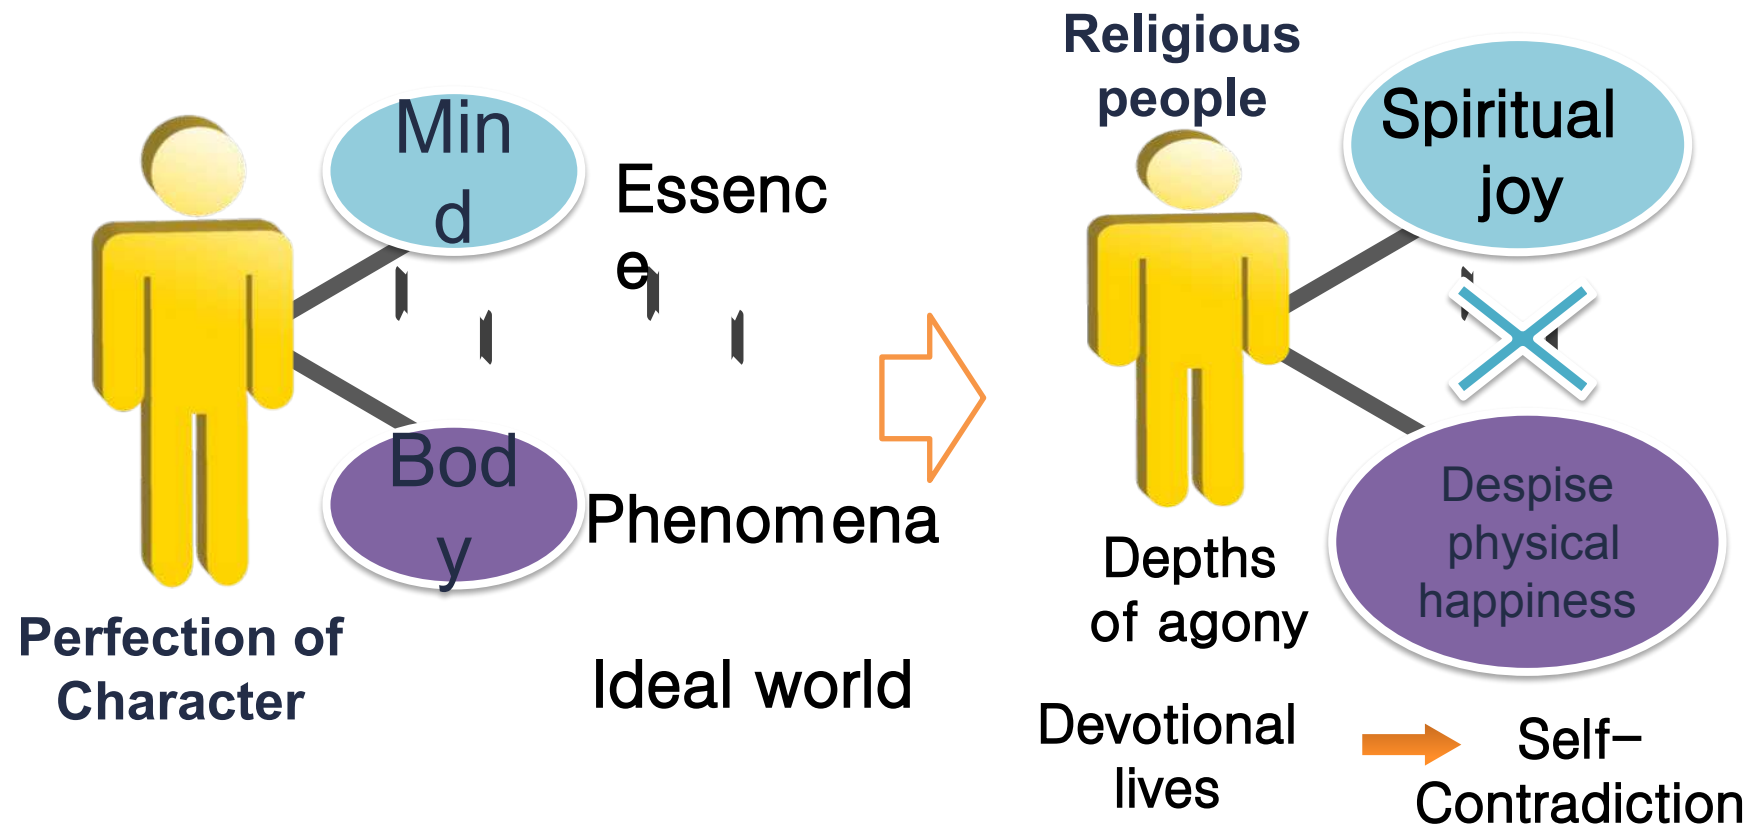 Min
d
Essenc
e
Bod
y
Phenomena
Perfection of
Character
Ideal world
Religious
people
Spiritual
joy
Despise
physical
happiness
Depths
of agony
Devotional
lives
Self-
Contradiction